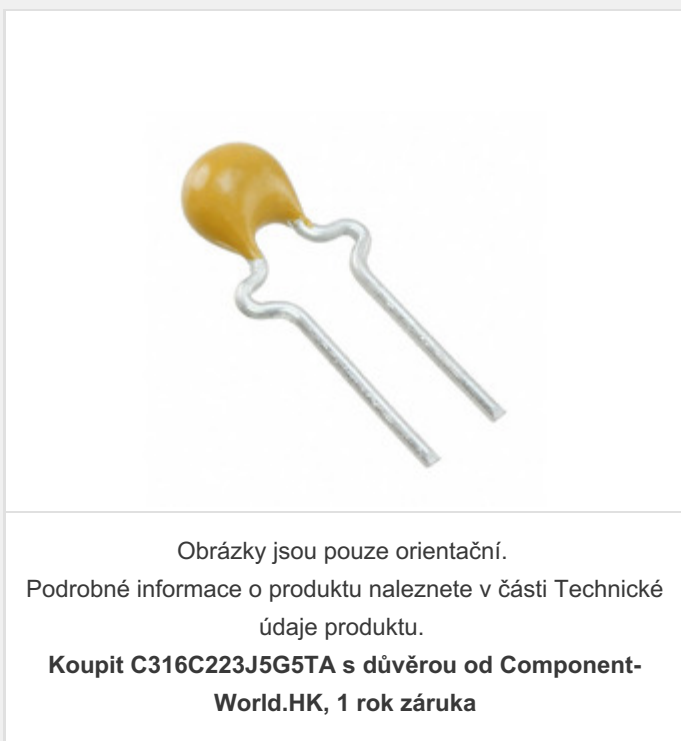 Obrázky jsou pouze orientační.
Podrobné informace o produktu naleznete v části Technické
údaje produktu.
Koupit C316C223J5G5TA s důvěrou od Component-
World.HK, 1 rok záruka